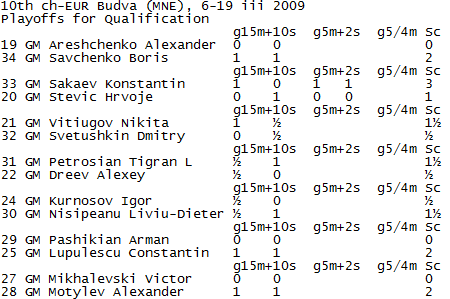 10th ch-EUR Budva (MNE), 6-19 iii 2009
Playoffs for Qualification
g15m+10s g5m+2s g5/4m Sc
19 GM Areshchenko Alexander 0 0 0
34 GM Savchenko Boris 1 1 2
g15m+10s g5m+2s g5/4m Sc
33 GM Sakaev Konstantin 1 0 1 1 3
20 GM Stevic Hrvoje 0 1 0 0 1
g15m+10s g5m+2s g5/4m Sc
21 GM Vitiugov Nikita 1 ½ 1½
32 GM Svetushkin Dmitry 0 ½ ½
g15m+10s g5m+2s g5/4m Sc
31 GM Petrosian Tigran L ½ 1 1½
22 GM Dreev Alexey ½ 0 ½
g15m+10s g5m+2s g5/4m Sc
24 GM Kurnosov Igor ½ 0 ½
30 GM Nisipeanu Liviu-Dieter ½ 1 1½
g15m+10s g5m+2s g5/4m Sc
29 GM Pashikian Arman 0 0 0
25 GM Lupulescu Constantin 1 1 2
g15m+10s g5m+2s g5/4m Sc
27 GM Mikhalevski Victor 0 0 0
28 GM Motylev Alexander 1 1 2